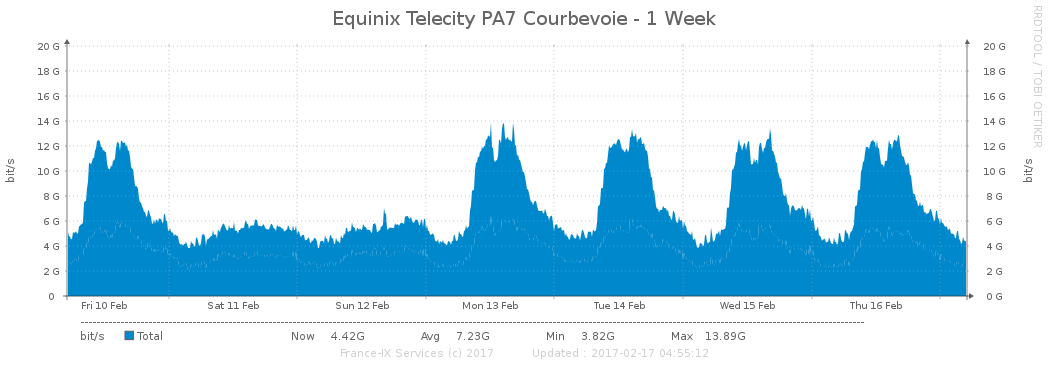 Equinix Telecity PA7 Courbevoie - 1 Week
RRDTOOL / TOBI OETIKER
bit/s
20 G
18 G
16 G
14 G
12 G
10 G
8 G
6 G
4 G
2 G
0
20 G
18 G
16 G
14 G
12 G
10 G
8 G
6 G
4 G
2 G
0 G
bit/s
Fri 10 Feb Sat 11 Feb Sun 12 Feb Mon 13 Feb Tue 14 Feb Wed 15 Feb Thu 16 Feb
bit/s Total Now 4.42G Avg 7.23G Min 3.82G Max 13.89G
France-IX Services (c) 2017 Updated : 2017-02-17 04:55:12